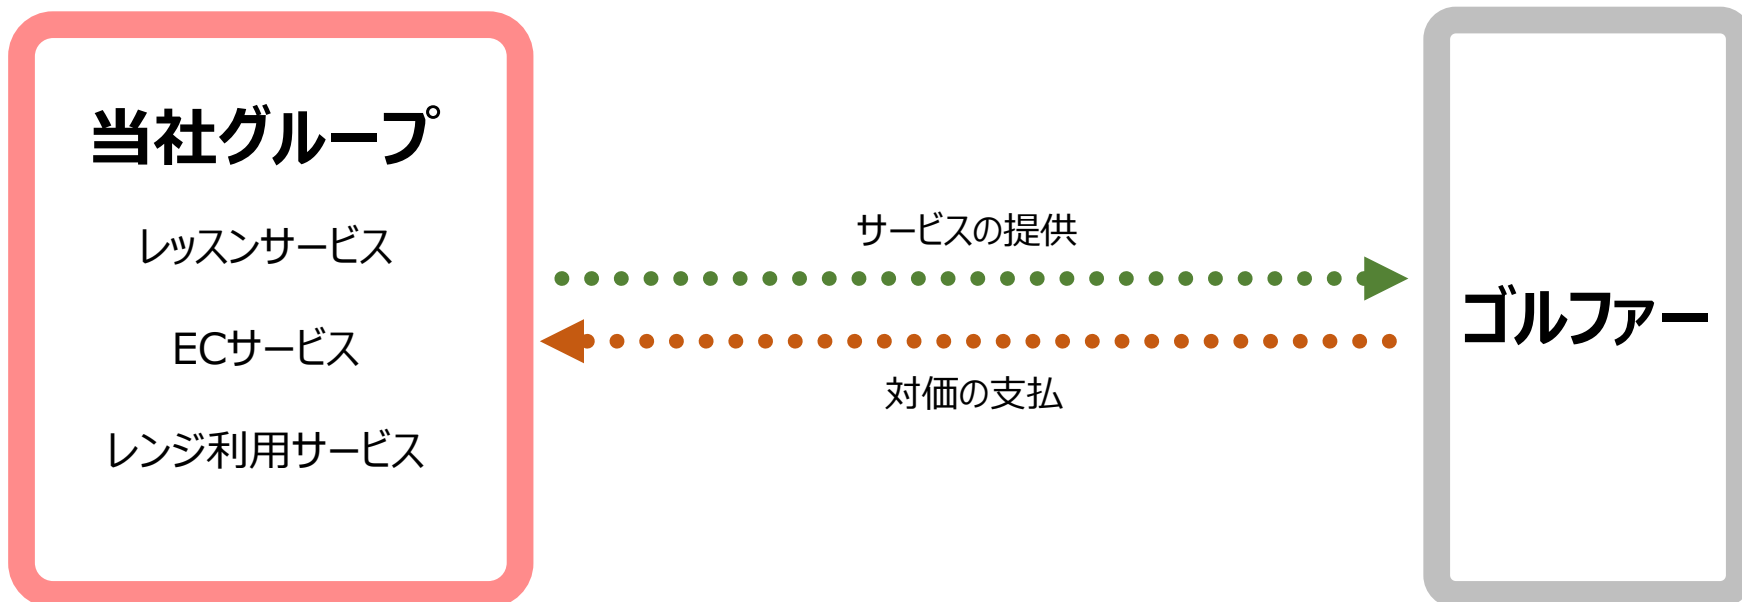 当社グループ
レッスンサービス
ECサービス
レンジ利用サービス
サービスの提供
対価の支払
ゴルファー